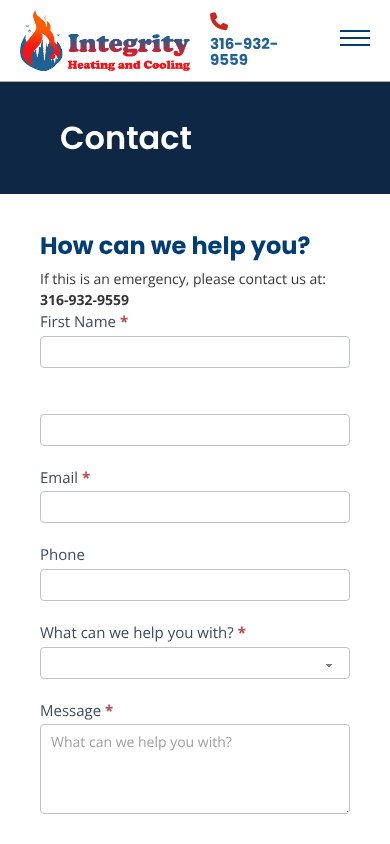 Integrity
Heating and Cooling
316-932-
9559
Contact
How can we help you?
If this is an emergency, please contact us at:
316-932-9559
First Name *
Email *
Phone
What can we help you with? *
Message *
What can we help you with?